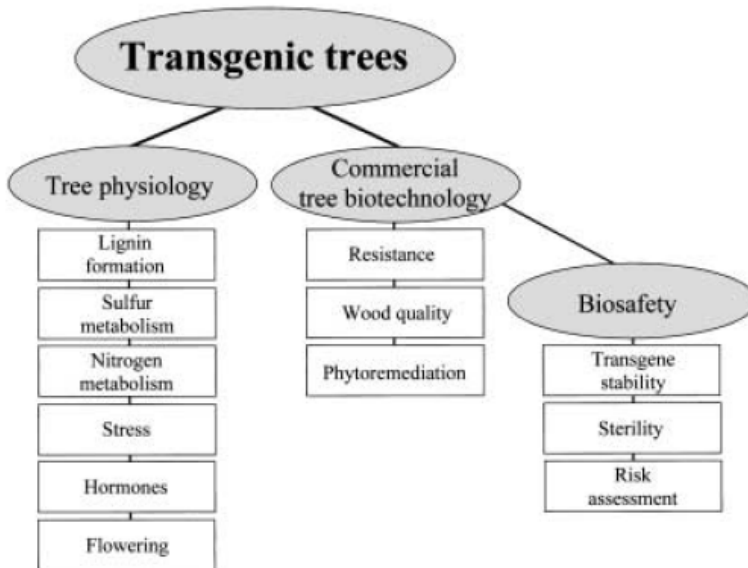 Transgenic trees
Tree physiology
Lignin
formation
Sulfur
metabolism
Nitrogen
metabolism
Stress
Hormones
Flowering
Commercial
tree biotechnology
Resistance
Wood quality
Phytoremediation
Biosafety
Transgene
stability
Sterility
Risk
assessment